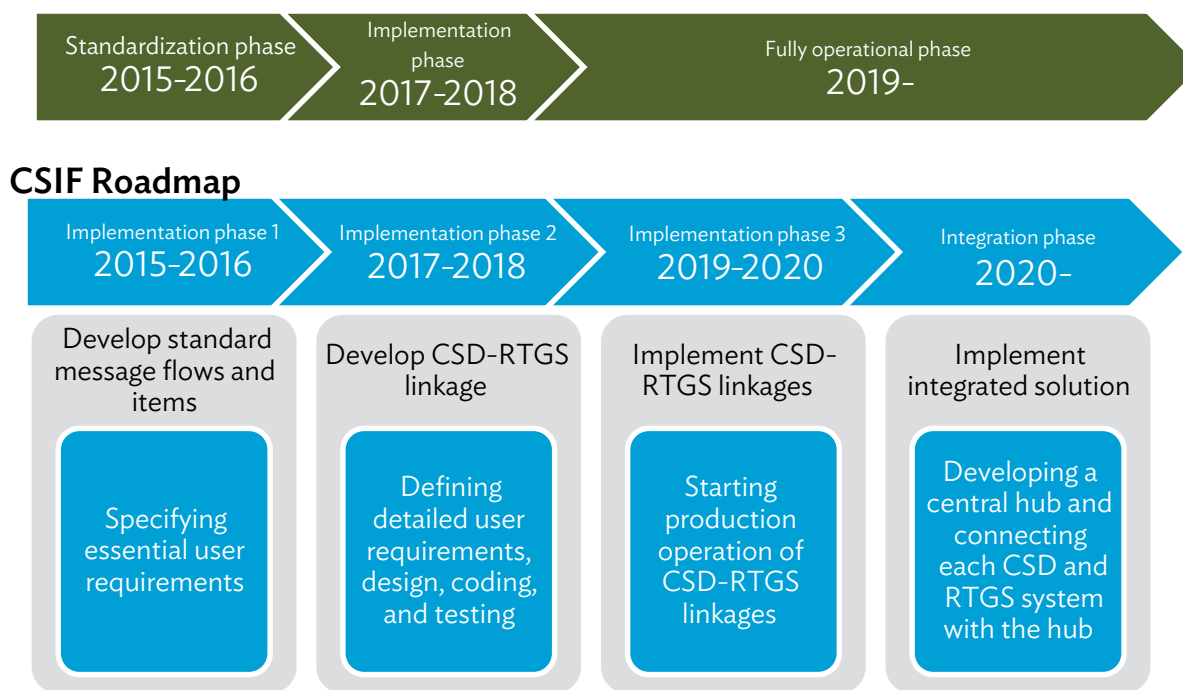 Standardization phase
2015-2016
Implementation
phase
2017-2018
Fully operational phase
2019-
CSIF Roadmap
Implementation phase 1
2015-2016
Implementation phase 2
2017-2018
Implementation phase 3
2019-2020
Integration phase
2020-
Develop standard
message flows and
items
Specifying
essential user
requirements
Develop CSD-RTGS
linkage
Defining
detailed user
requirements,
design, coding,
and testing
Implement CSD-
RTGS linkages
Starting
production
operation of
CSD-RTGS
linkages
Implement
integrated solution
Developing a
central hub and
connecting
each CSD and
RTGS system
with the hub